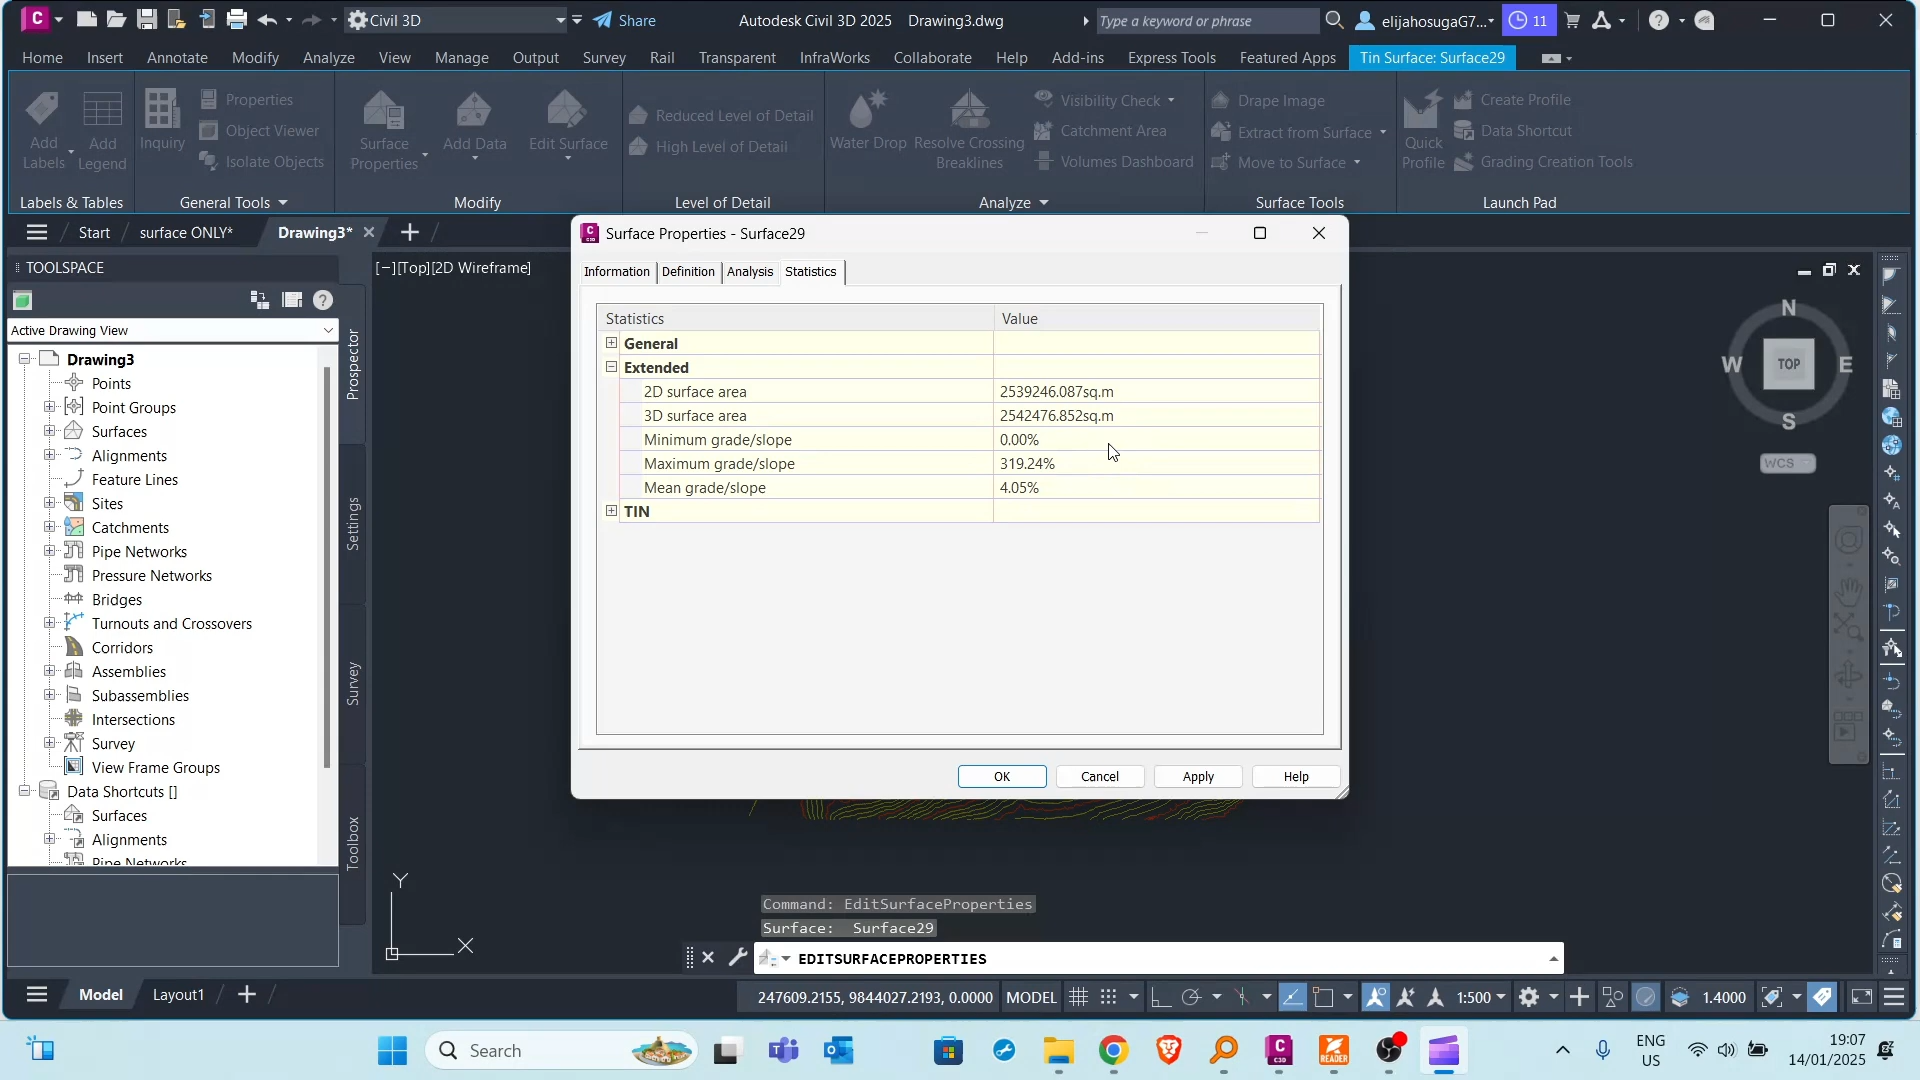 C
Civil 3D
Share
Autodesk Civil 3D 2025 Drawing3.dwg
Type a keyword or phrase
elijahosugaG7...
11
Home Insert Annotate Modify Analyze View Manage Output Survey Rail Transparent InfraWorks Collaborate Help Add-ins Express Tools Featured Apps Tin Surface: Surface29
Add Labels
Add Legend
Inquiry
Properties
Object Viewer
Isolate Objects
Surface Properties
Add Data
Edit Surface
Reduced Level of Detail
High Level of Detail
Water Drop
Resolve Crossing Breaklines
Visibility Check
Catchment Area
Volumes Dashboard
Drape Image
Extract from Surface
Move to Surface
Quick Profile
Create Profile
Data Shortcut
Grading Creation Tools
Labels & Tables General Tools Modify Level of Detail Analyze Surface Tools Launch Pad
Start surface ONLY* Drawing3*
TOOLSPACE
Active Drawing View
Drawing3
Points
Point Groups
Surfaces
Alignments
Feature Lines
Sites
Catchments
Pipe Networks
Pressure Networks
Bridges
Turnouts and Crossovers
Corridors
Assemblies
Subassemblies
Intersections
Survey
View Frame Groups
Data Shortcuts []
Surfaces
Alignments
Pipe Networks
Prospector
Settings
Survey
Toolbox
[−][Top][2D Wireframe]
Surface Properties - Surface29
Information Definition Analysis Statistics
Statistics Value
General
Extended
2D surface area 2539246.087sq.m
3D surface area 2542476.852sq.m
Minimum grade/slope 0.00%
Maximum grade/slope 319.24%
Mean grade/slope 4.05%
TIN
OK Cancel Apply Help
N
W TOP E
S
WCS
Y
X
Command: EditSurfaceProperties
Surface: Surface29
EDITSURFACEPROPERTIES
Model Layout1
247609.2155, 9844027.2193, 0.0000 MODEL 1:500 1.4000
Search
C3D
READER
ENG
US
19:07
14/01/2025